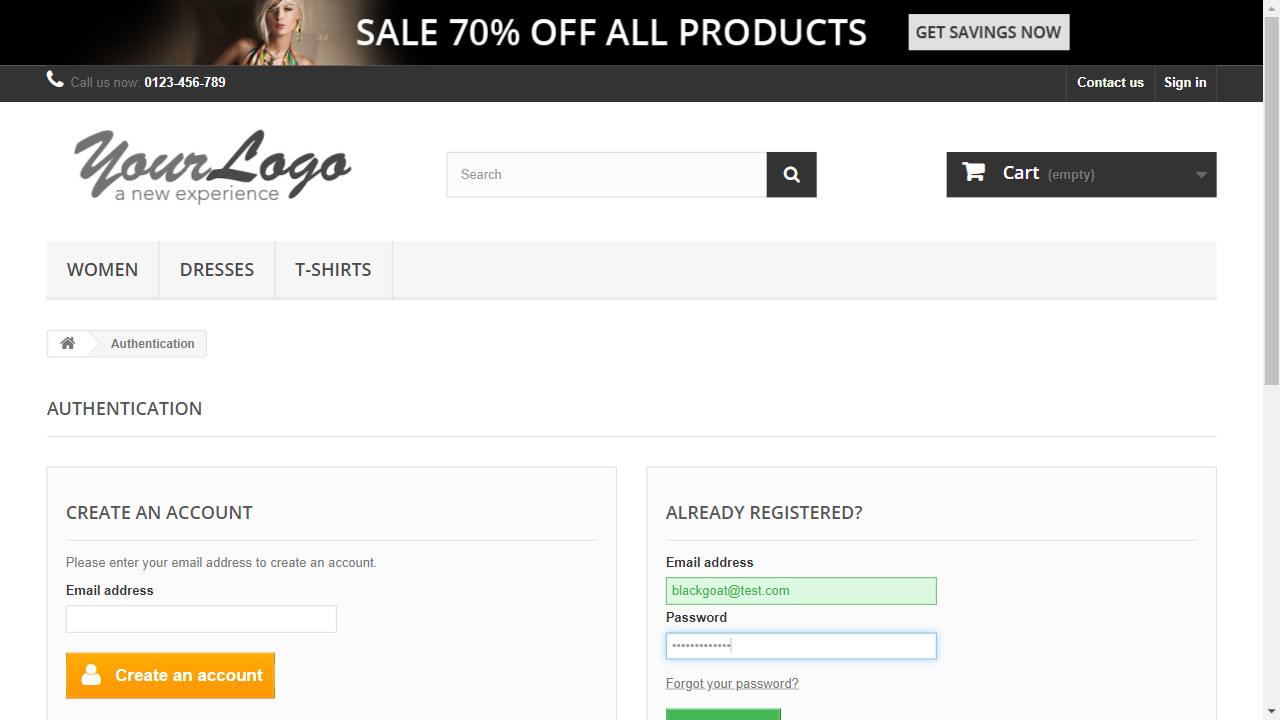 SALE 70% OFF ALL PRODUCTS GET SAVINGS NOW
Call us now: 0123-456-789 Contact us Sign in
YourLogo
a new experience
Search
Cart (empty)
WOMEN DRESSES T-SHIRTS
Authentication
AUTHENTICATION
CREATE AN ACCOUNT
Please enter your email address to create an account.
Email address
Create an account
ALREADY REGISTERED?
Email address
blackgoat@test.com
Password
•••••••••••••
Forgot your password?